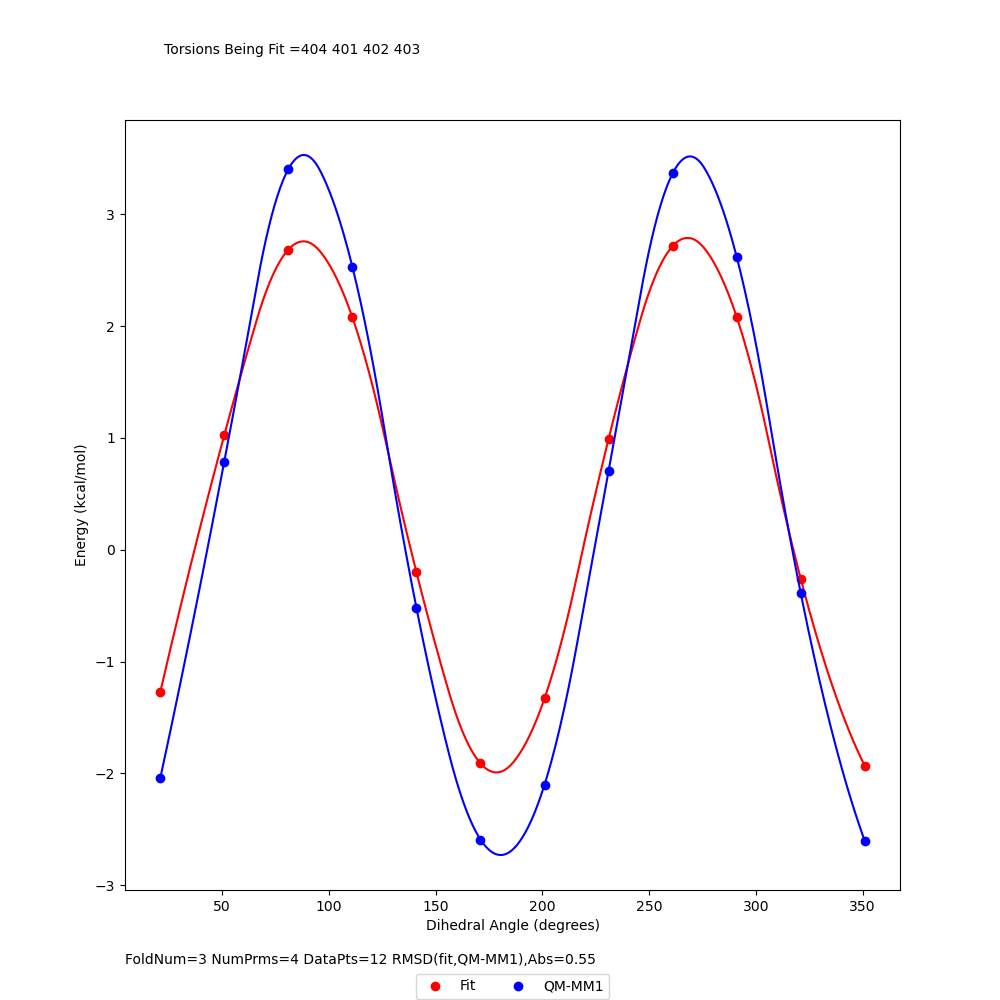 Torsions Being Fit =404 401 402 403
3
2
1
0
−1
−2
−3
Energy (kcal/mol)
50 100 150 200 250 300 350
Dihedral Angle (degrees)
FoldNum=3 NumPrms=4 DataPts=12 RMSD(fit,QM-MM1),Abs=0.55
Fit QM-MM1